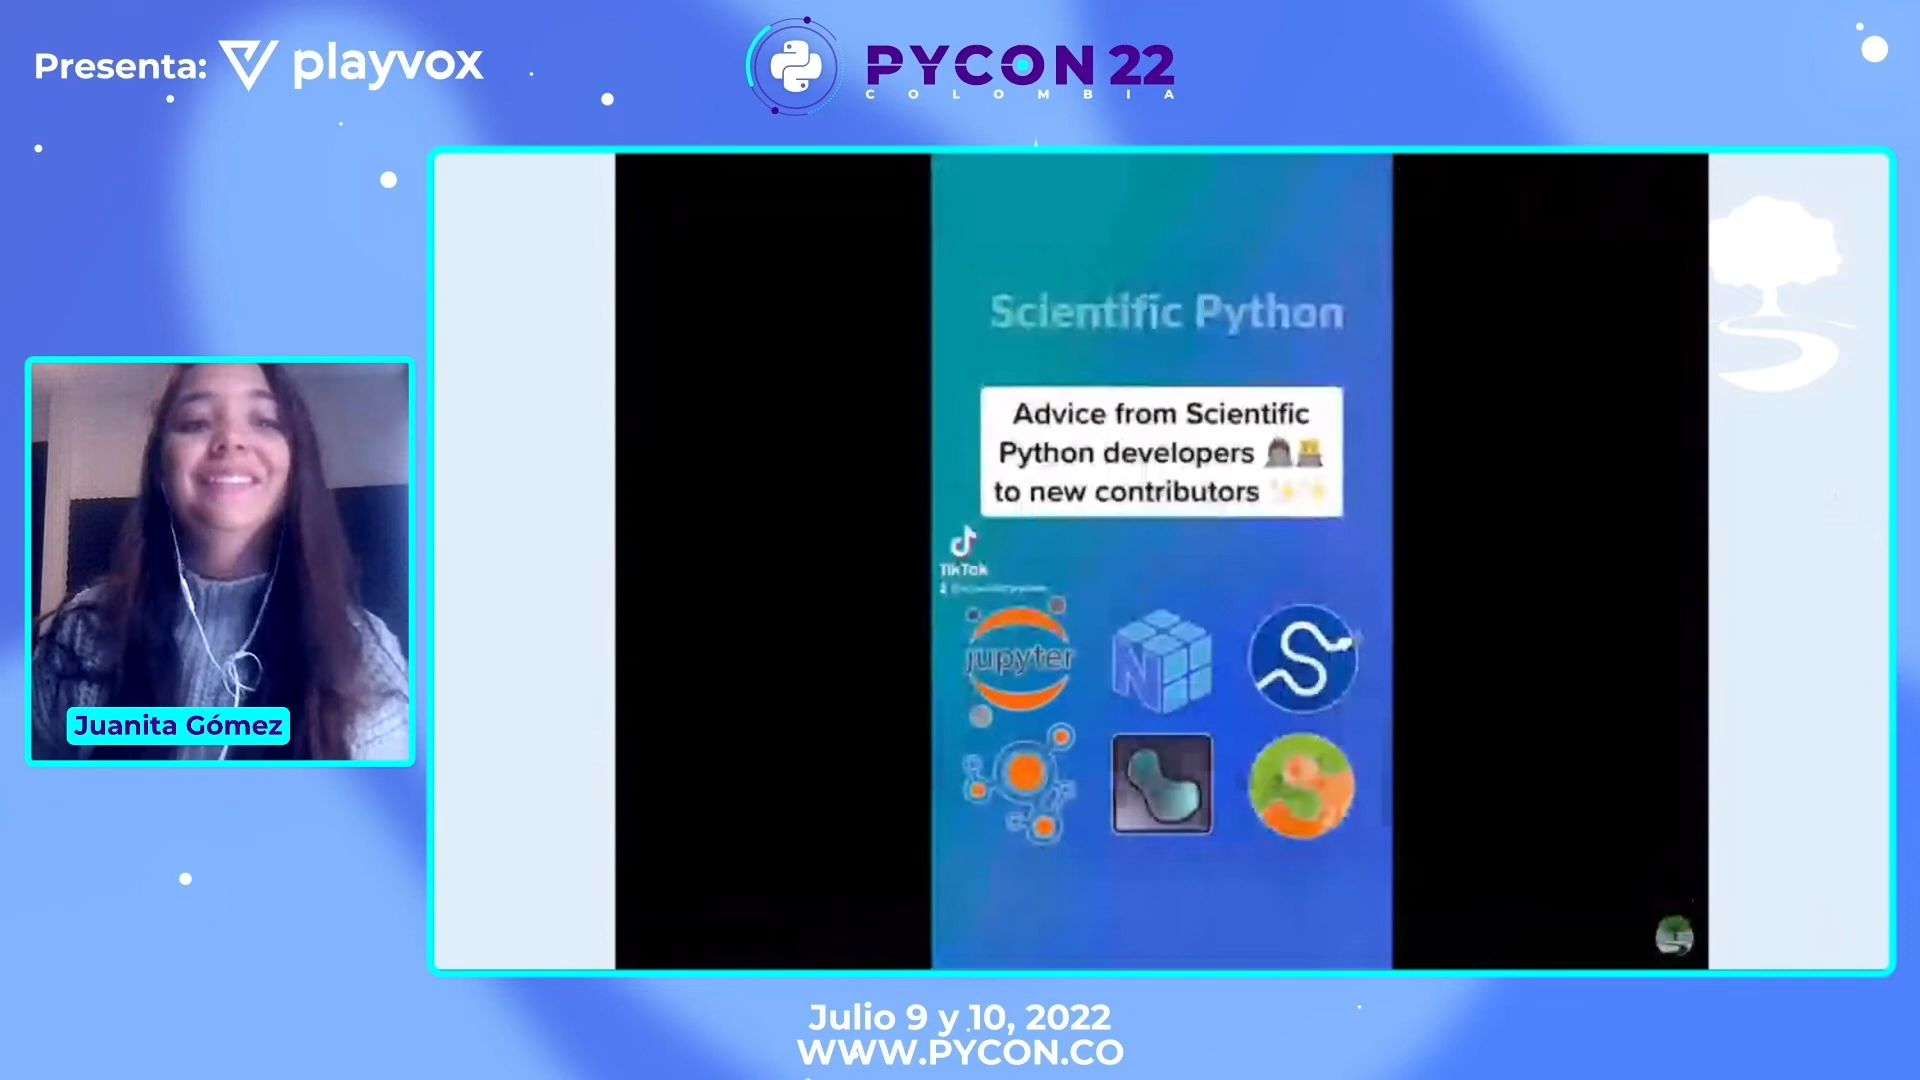 Presenta: playvox
PYCON 22
COLOMBIA
Scientific Python
Advice from Scientific
Python developers
to new contributors
TikTok
jupyter
N
Juanita Gómez
Julio 9 y 10, 2022
WWW.PYCON.CO